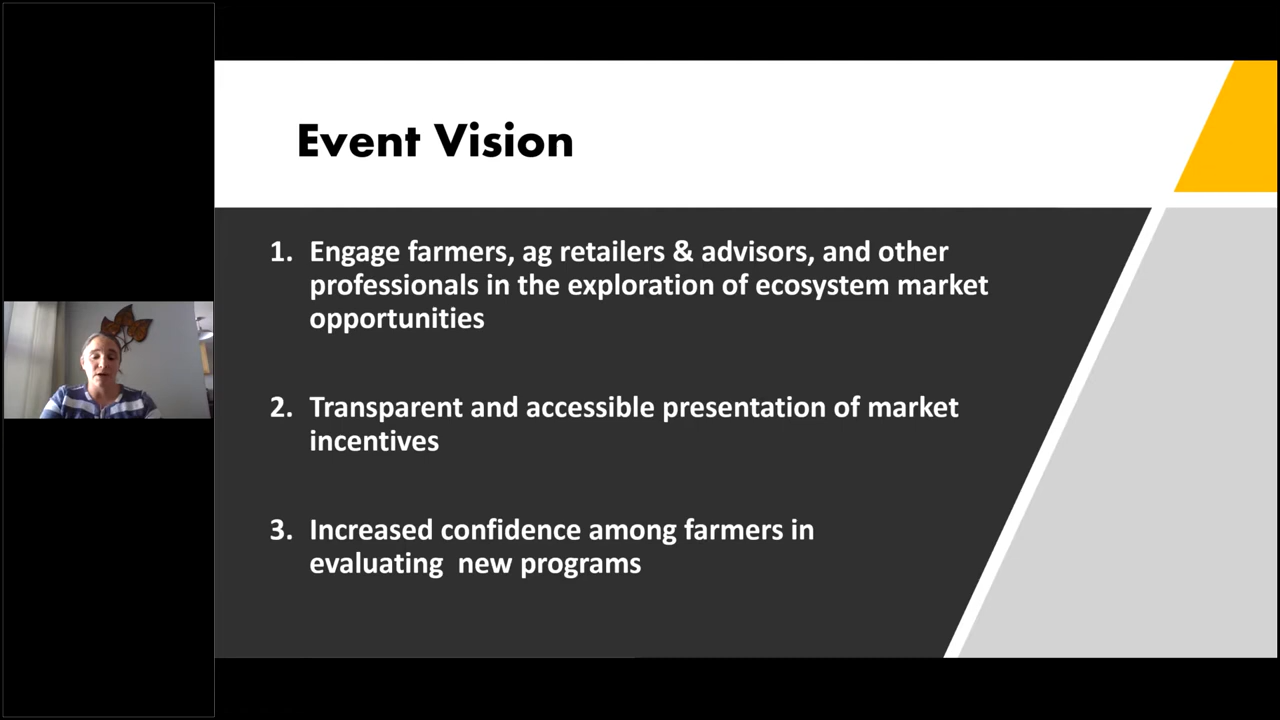 Event Vision
1. Engage farmers, ag retailers & advisors, and other
professionals in the exploration of ecosystem market
opportunities
2. Transparent and accessible presentation of market
incentives
3. Increased confidence among farmers in
evaluating  new programs